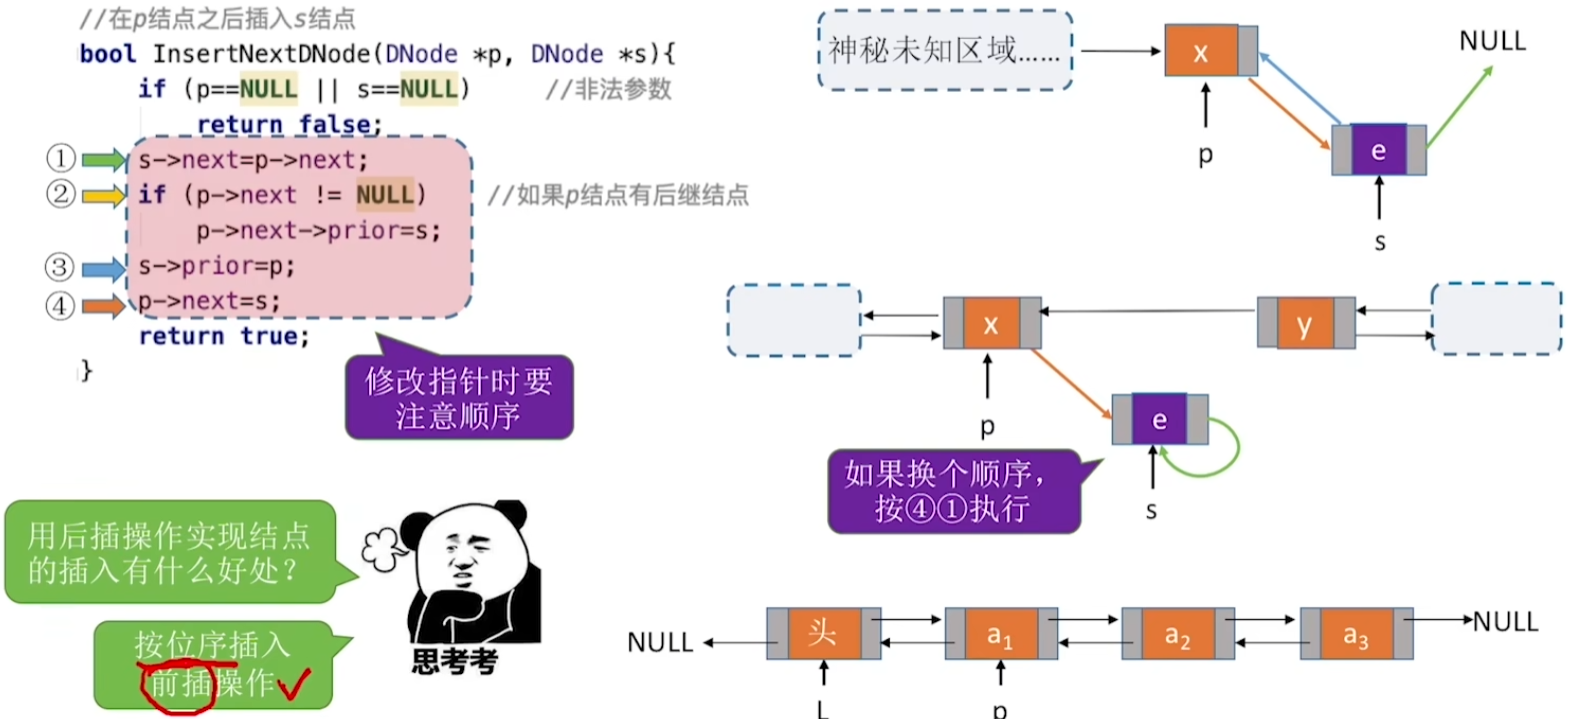 //在p结点之后插入s结点
bool InsertNextDNode(DNode *p, DNode *s){
if (p==NULL || s==NULL) //非法参数
return false;
① s->next=p->next;
② if (p->next != NULL) //如果p结点有后继结点
p->next->prior=s;
③ s->prior=p;
④ p->next=s;
return true;
}
修改指针时要
注意顺序
用后插操作实现结点
的插入有什么好处？
按位序插入
前插操作
思考考
神秘未知区域……
x
NULL
p
e
s
x
y
p
e
s
如果换个顺序，
按④①执行
NULL
头
a1
a2
a3
NULL
L
p